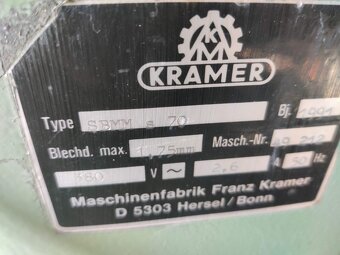 KRAMER
Type SBMM s 70 Bj.
Blechd. max. 1,75mm Masch.-Nr.
380 V ~ 2,6 A 50 Hz
Maschinenfabrik Franz Kramer
D 5303 Hersel/Bonn